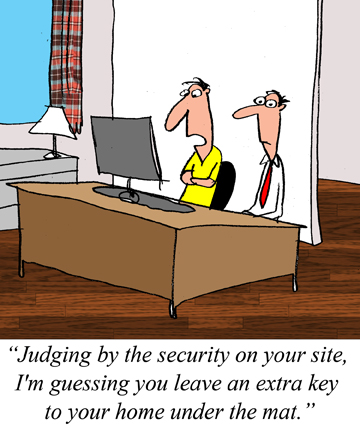 “Judging by the security on your site,
I'm guessing you leave an extra key
to your home under the mat.”